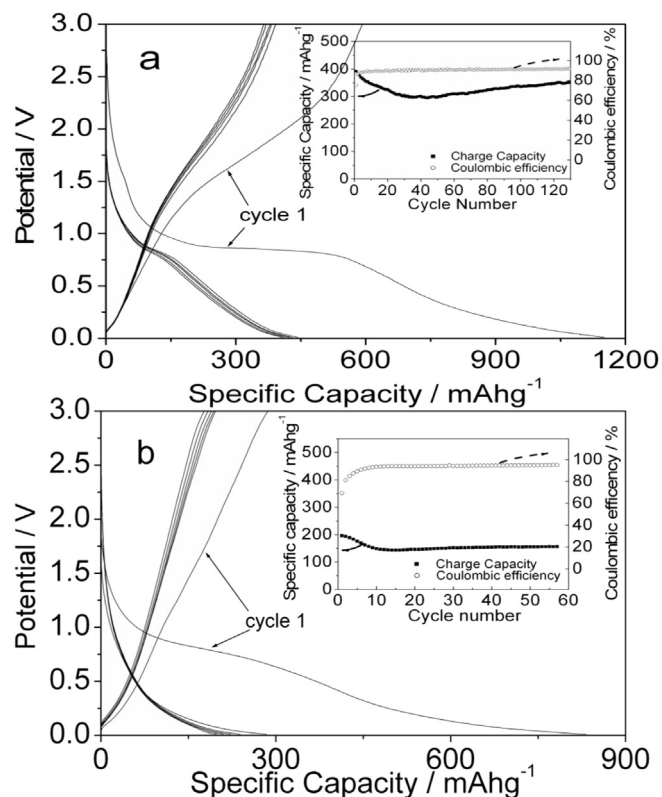 a
Potential / V
3.0
2.5
2.0
1.5
1.0
0.5
0.0
0 300 600 900 1200
Specific Capacity / mAhg-1
cycle 1
Specific Capacity / mAhg-1
500
400
300
200
100
0
Coulombic efficiency / %
100
80
60
40
20
0
Charge Capacity
Coulombic efficiency
0 20 40 60 80 100 120
Cycle Number
b
Potential / V
3.0
2.5
2.0
1.5
1.0
0.5
0.0
0 300 600 900
Specific Capacity / mAhg-1
cycle 1
Specific capacity / mAhg-1
500
450
400
350
300
250
200
150
100
50
0
Coulombic efficency / %
100
80
60
40
20
0
Charge Capacity
Coulombic efficiency
0 10 20 30 40 50 60
Cycle number